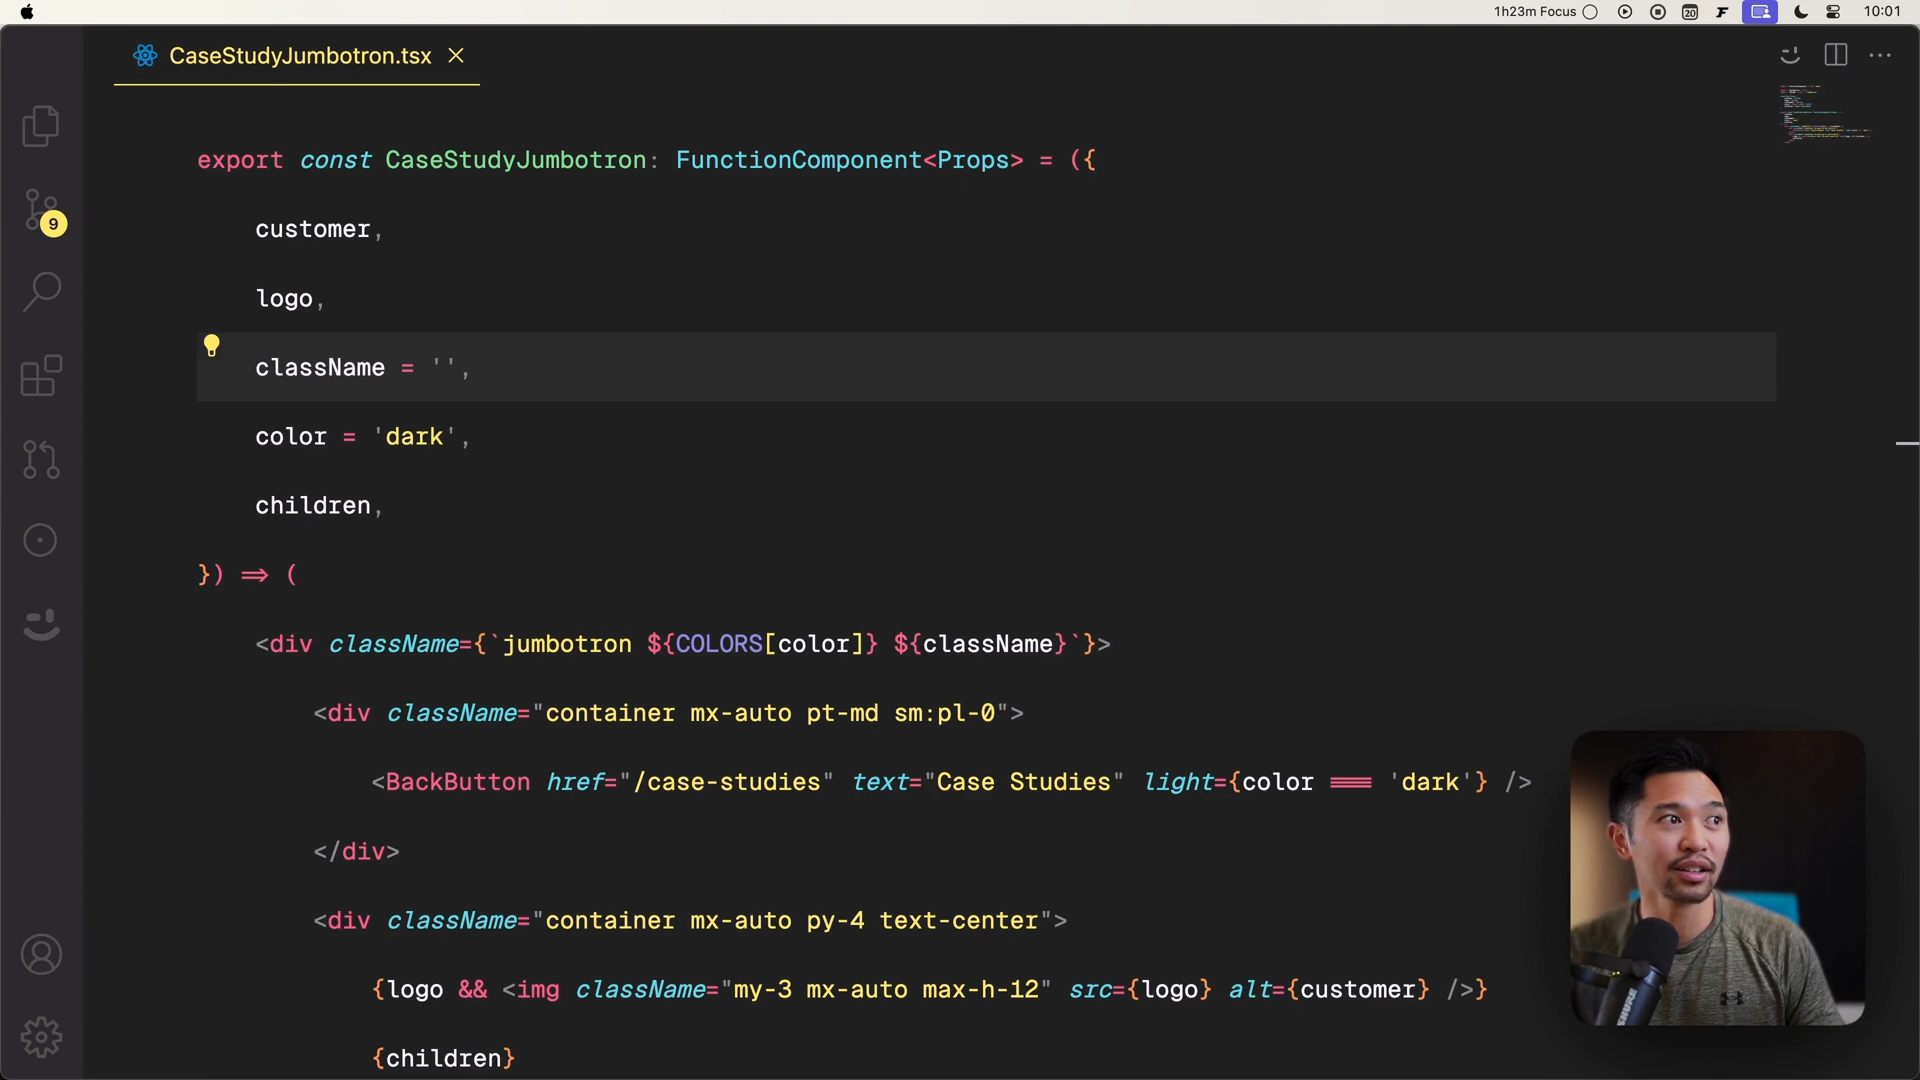 1h23m Focus
20
10:01
CaseStudyJumbotron.tsx
9
export const CaseStudyJumbotron: FunctionComponent<Props> = ({
customer,
logo,
className = '',
color = 'dark',
children,
}) => (
<div className={`jumbotron ${COLORS[color]} ${className}`}>
<div className="container mx-auto pt-md sm:pl-0">
<BackButton href="/case-studies" text="Case Studies" light={color === 'dark'} />
</div>
<div className="container mx-auto py-4 text-center">
{logo && <img className="my-3 mx-auto max-h-12" src={logo} alt={customer} />}
{children}
SHURE